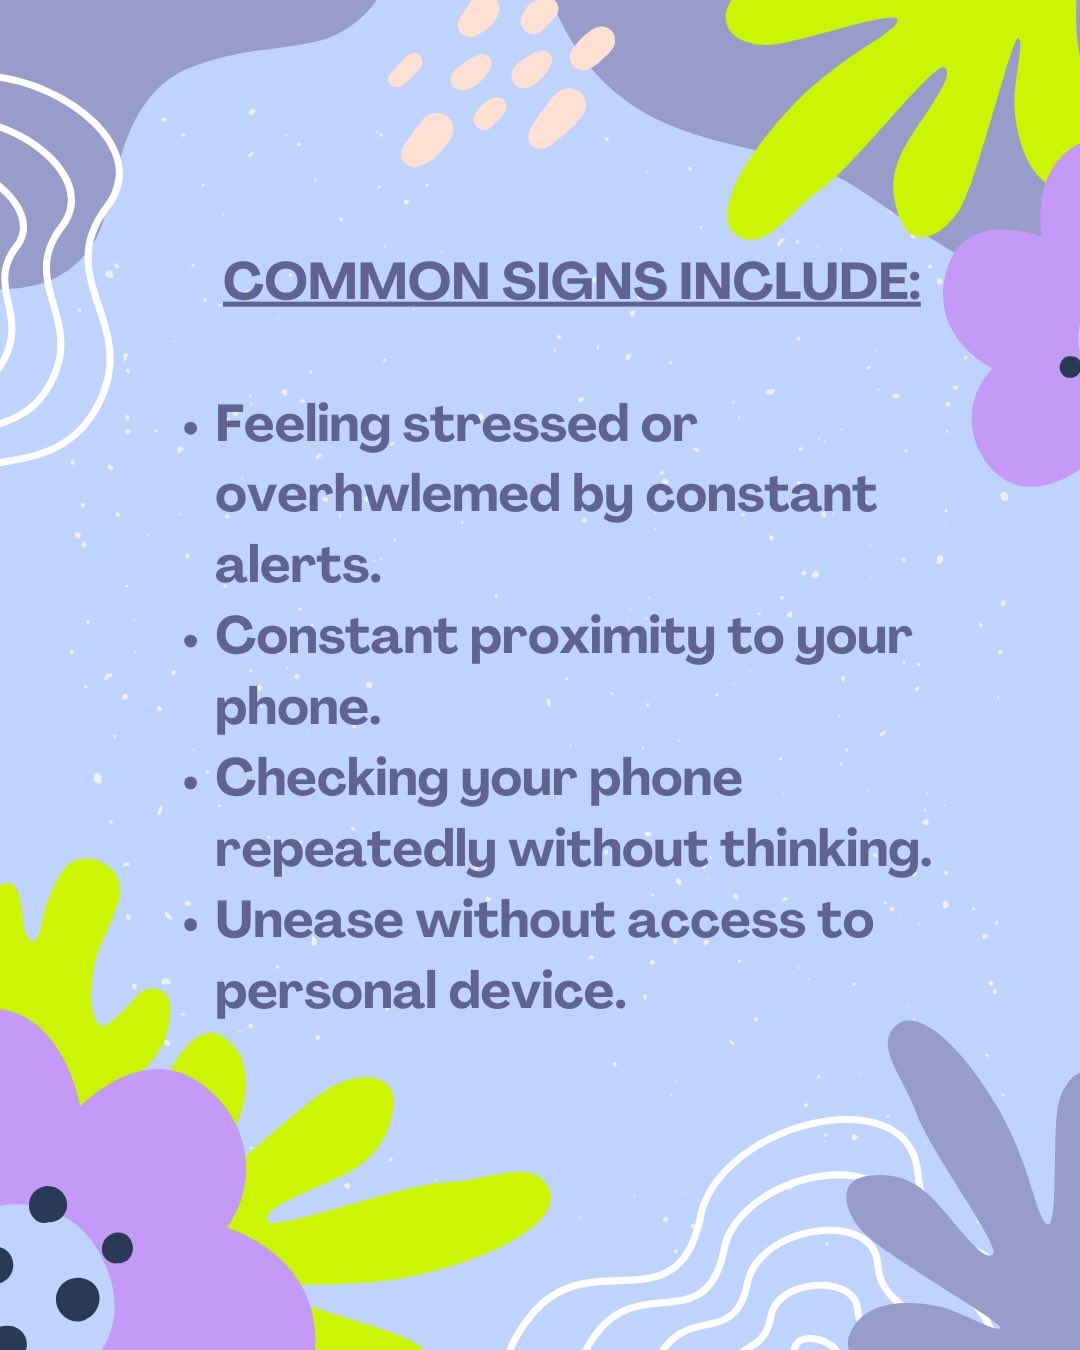 COMMON SIGNS INCLUDE:
• Feeling stressed or
overhwlemed by constant
alerts.
• Constant proximity to your
phone.
• Checking your phone
repeatedly without thinking.
• Unease without access to
personal device.